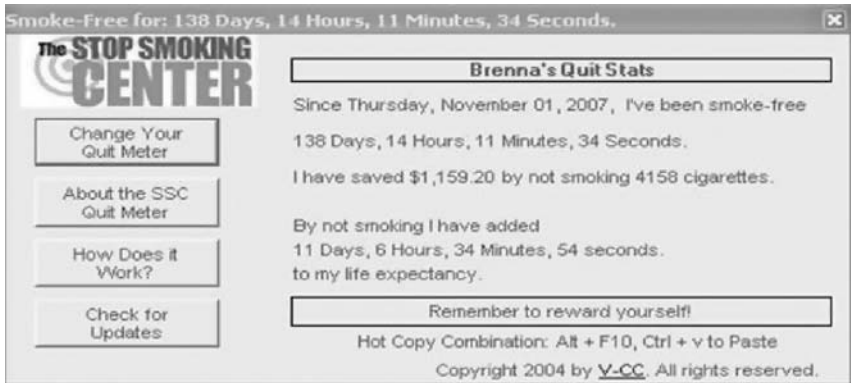 Smoke-Free for: 138 Days, 14 Hours, 11 Minutes, 34 Seconds.
The STOP SMOKING
CENTER
Change Your
Quit Meter
About the SSC
Quit Meter
How Does it
Work?
Check for
Updates
Brenna's Quit Stats
Since Thursday, November 01, 2007, I've been smoke-free
138 Days, 14 Hours, 11 Minutes, 34 Seconds.
I have saved $1,159.20 by not smoking 4158 cigarettes.
By not smoking I have added
11 Days, 6 Hours, 34 Minutes, 54 seconds.
to my life expectancy.
Remember to reward yourself!
Hot Copy Combination: Alt + F10, Ctrl + v to Paste
Copyright 2004 by V-CC. All rights reserved.